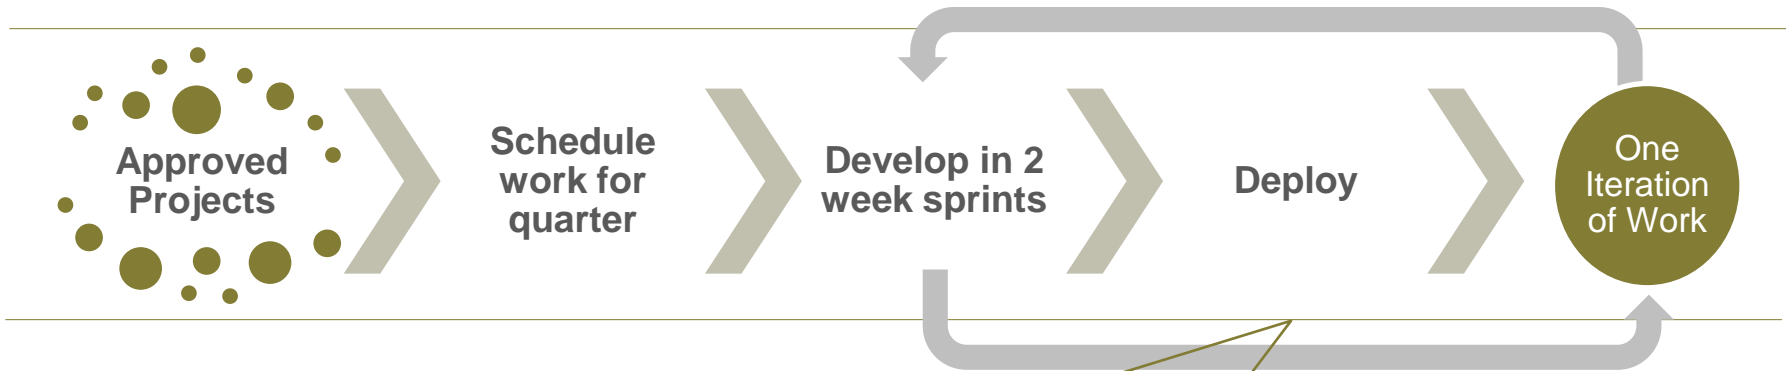 Approved
Projects
Schedule
work for
quarter
Develop in 2
week sprints
Deploy
One
Iteration
of Work